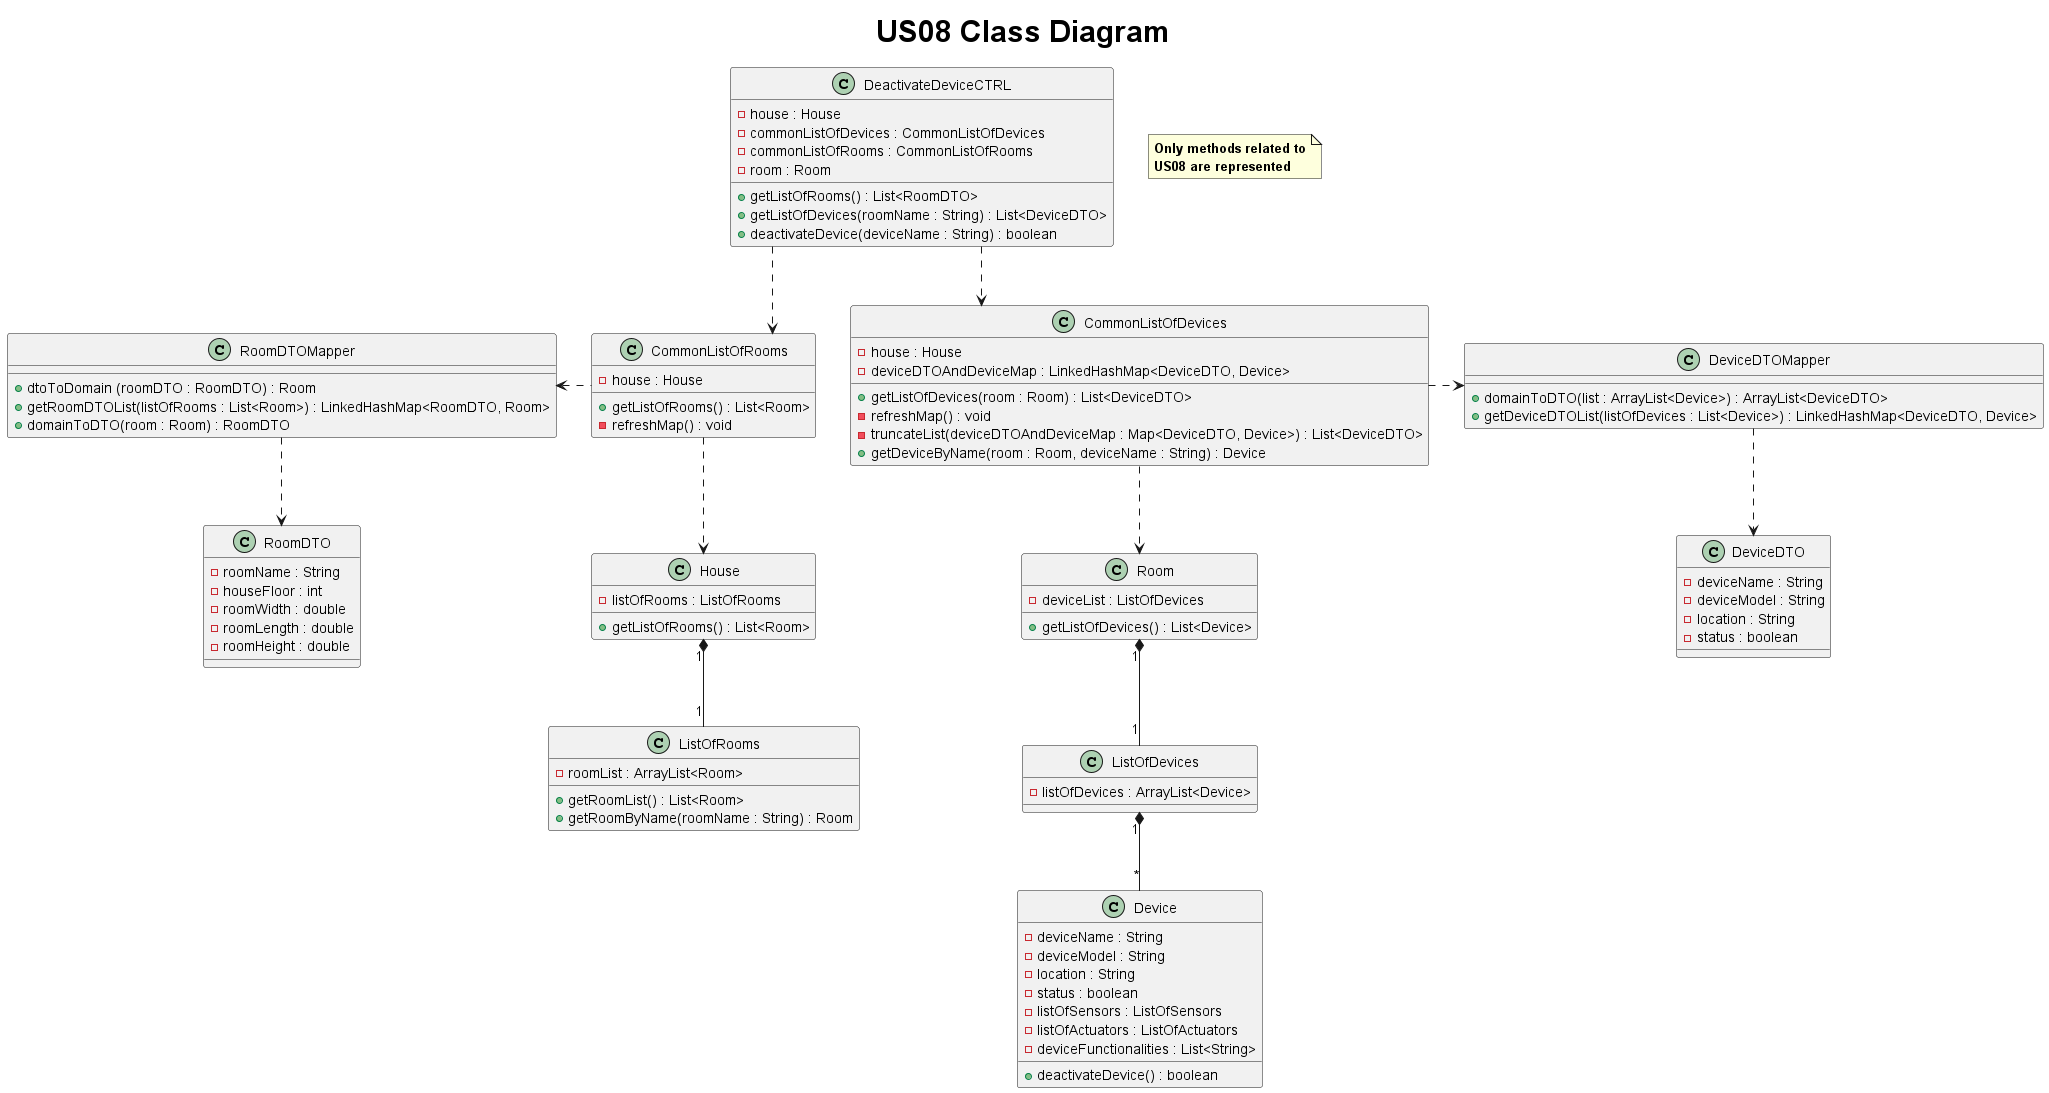 US08 Class Diagram
C DeactivateDeviceCTRL
house : House
commonListOfDevices : CommonListOfDevices
commonListOfRooms : CommonListOfRooms
room : Room
getListOfRooms() : List<RoomDTO>
getListOfDevices(roomName : String) : List<DeviceDTO>
deactivateDevice(deviceName : String) : boolean
Only methods related to
US08 are represented
C RoomDTOMapper
dtoToDomain (roomDTO : RoomDTO) : Room
getRoomDTOList(listOfRooms : List<Room>) : LinkedHashMap<RoomDTO, Room>
domainToDTO(room : Room) : RoomDTO
C CommonListOfRooms
house : House
getListOfRooms() : List<Room>
refreshMap() : void
C CommonListOfDevices
house : House
deviceDTOAndDeviceMap : LinkedHashMap<DeviceDTO, Device>
getListOfDevices(room : Room) : List<DeviceDTO>
refreshMap() : void
truncateList(deviceDTOAndDeviceMap : Map<DeviceDTO, Device>) : List<DeviceDTO>
getDeviceByName(room : Room, deviceName : String) : Device
C DeviceDTOMapper
domainToDTO(list : ArrayList<Device>) : ArrayList<DeviceDTO>
getDeviceDTOList(listOfDevices : List<Device>) : LinkedHashMap<DeviceDTO, Device>
C RoomDTO
roomName : String
houseFloor : int
roomWidth : double
roomLength : double
roomHeight : double
C House
listOfRooms : ListOfRooms
getListOfRooms() : List<Room>
C Room
deviceList : ListOfDevices
getListOfDevices() : List<Device>
C DeviceDTO
deviceName : String
deviceModel : String
location : String
status : boolean
1
1
1
1
C ListOfRooms
roomList : ArrayList<Room>
getRoomList() : List<Room>
getRoomByName(roomName : String) : Room
C ListOfDevices
listOfDevices : ArrayList<Device>
1
*
C Device
deviceName : String
deviceModel : String
location : String
status : boolean
listOfSensors : ListOfSensors
listOfActuators : ListOfActuators
deviceFunctionalities : List<String>
deactivateDevice() : boolean